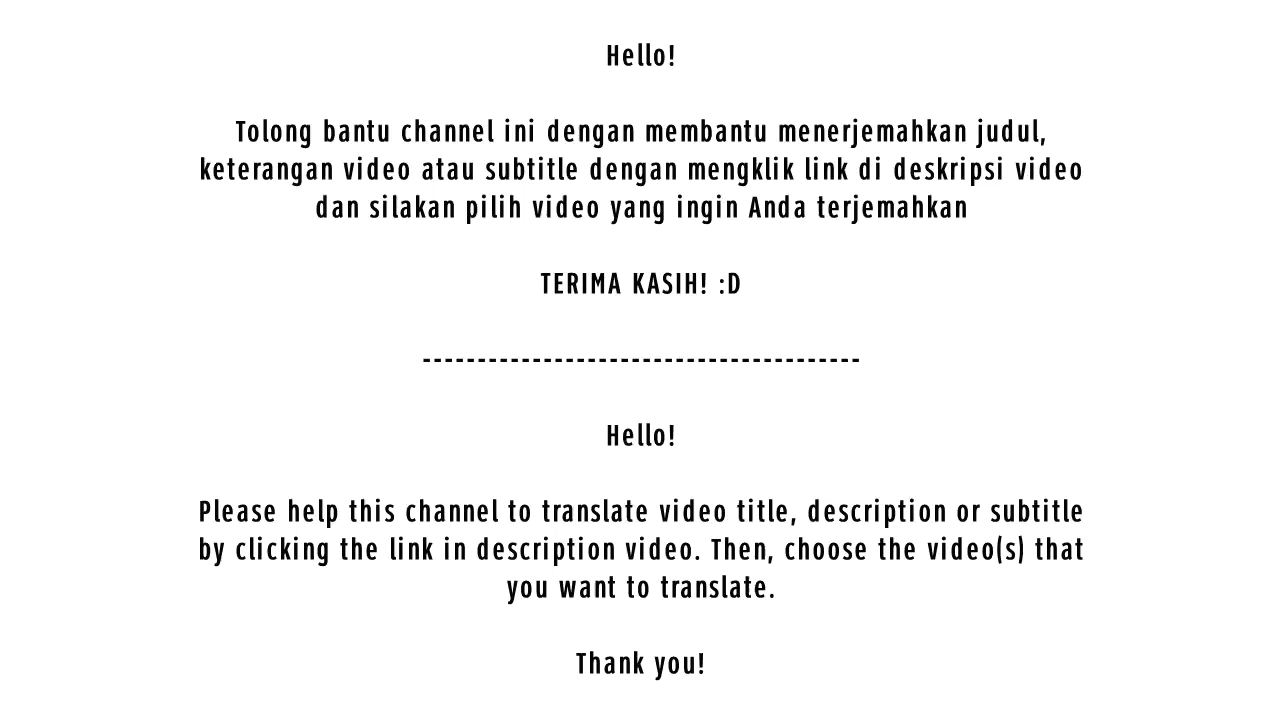 Hello!
Tolong bantu channel ini dengan membantu menerjemahkan judul,
keterangan video atau subtitle dengan mengklik link di deskripsi video
dan silakan pilih video yang ingin Anda terjemahkan
TERIMA KASIH! :D
----------------------------------------
Hello!
Please help this channel to translate video title, description or subtitle
by clicking the link in description video. Then, choose the video(s) that
you want to translate.
Thank you!